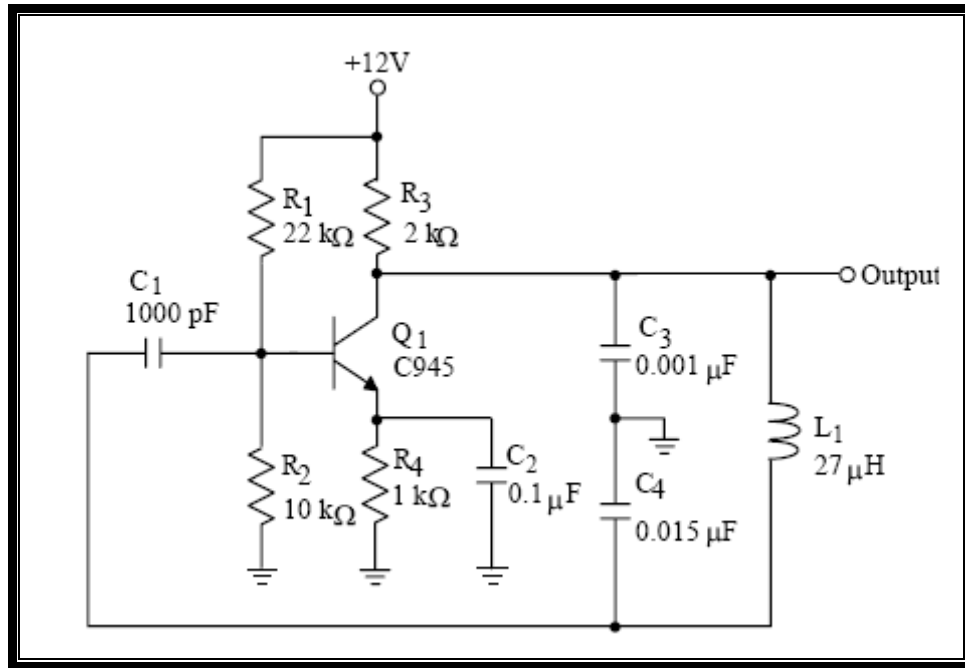 +12V
R1
22 kΩ
R3
2 kΩ
C1
1000 pF
Q1
C945
Output
C3
0.001 μF
L1
27 μH
R2
10 kΩ
R4
1 kΩ
C2
0.1 μF
C4
0.015 μF